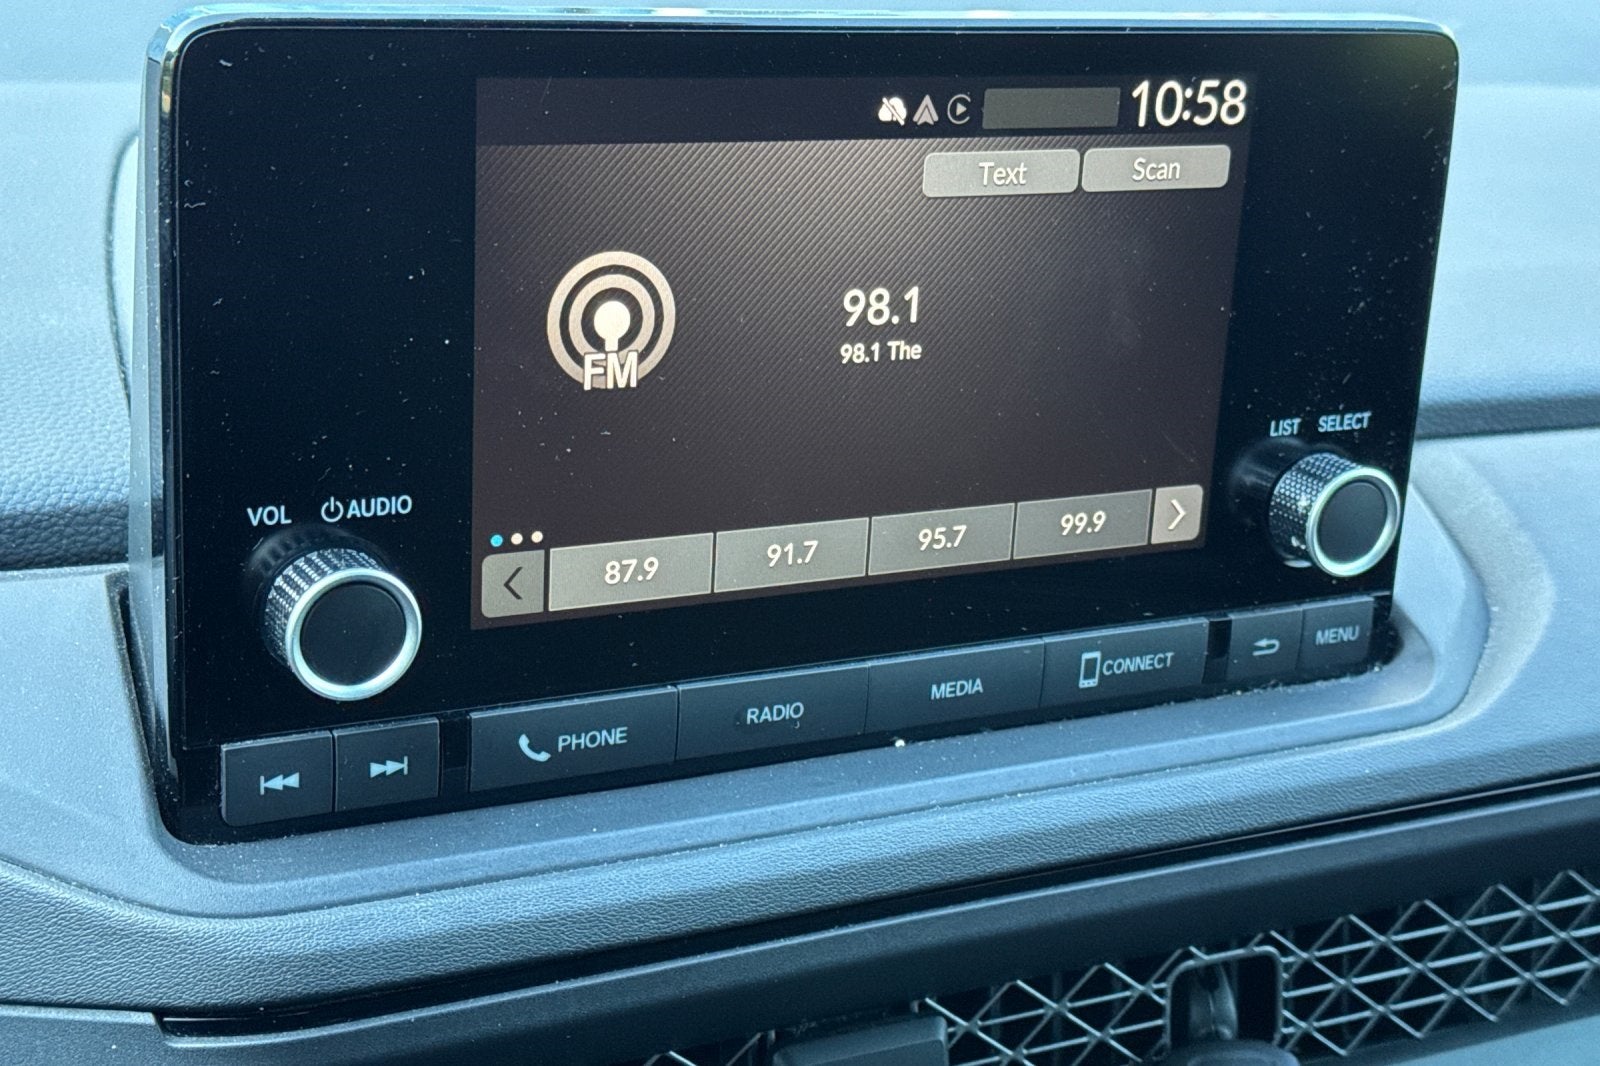 10:58
Text Scan
FM
98.1
98.1 The
LIST SELECT
VOL AUDIO
87.9 91.7 95.7 99.9
PHONE RADIO MEDIA CONNECT MENU